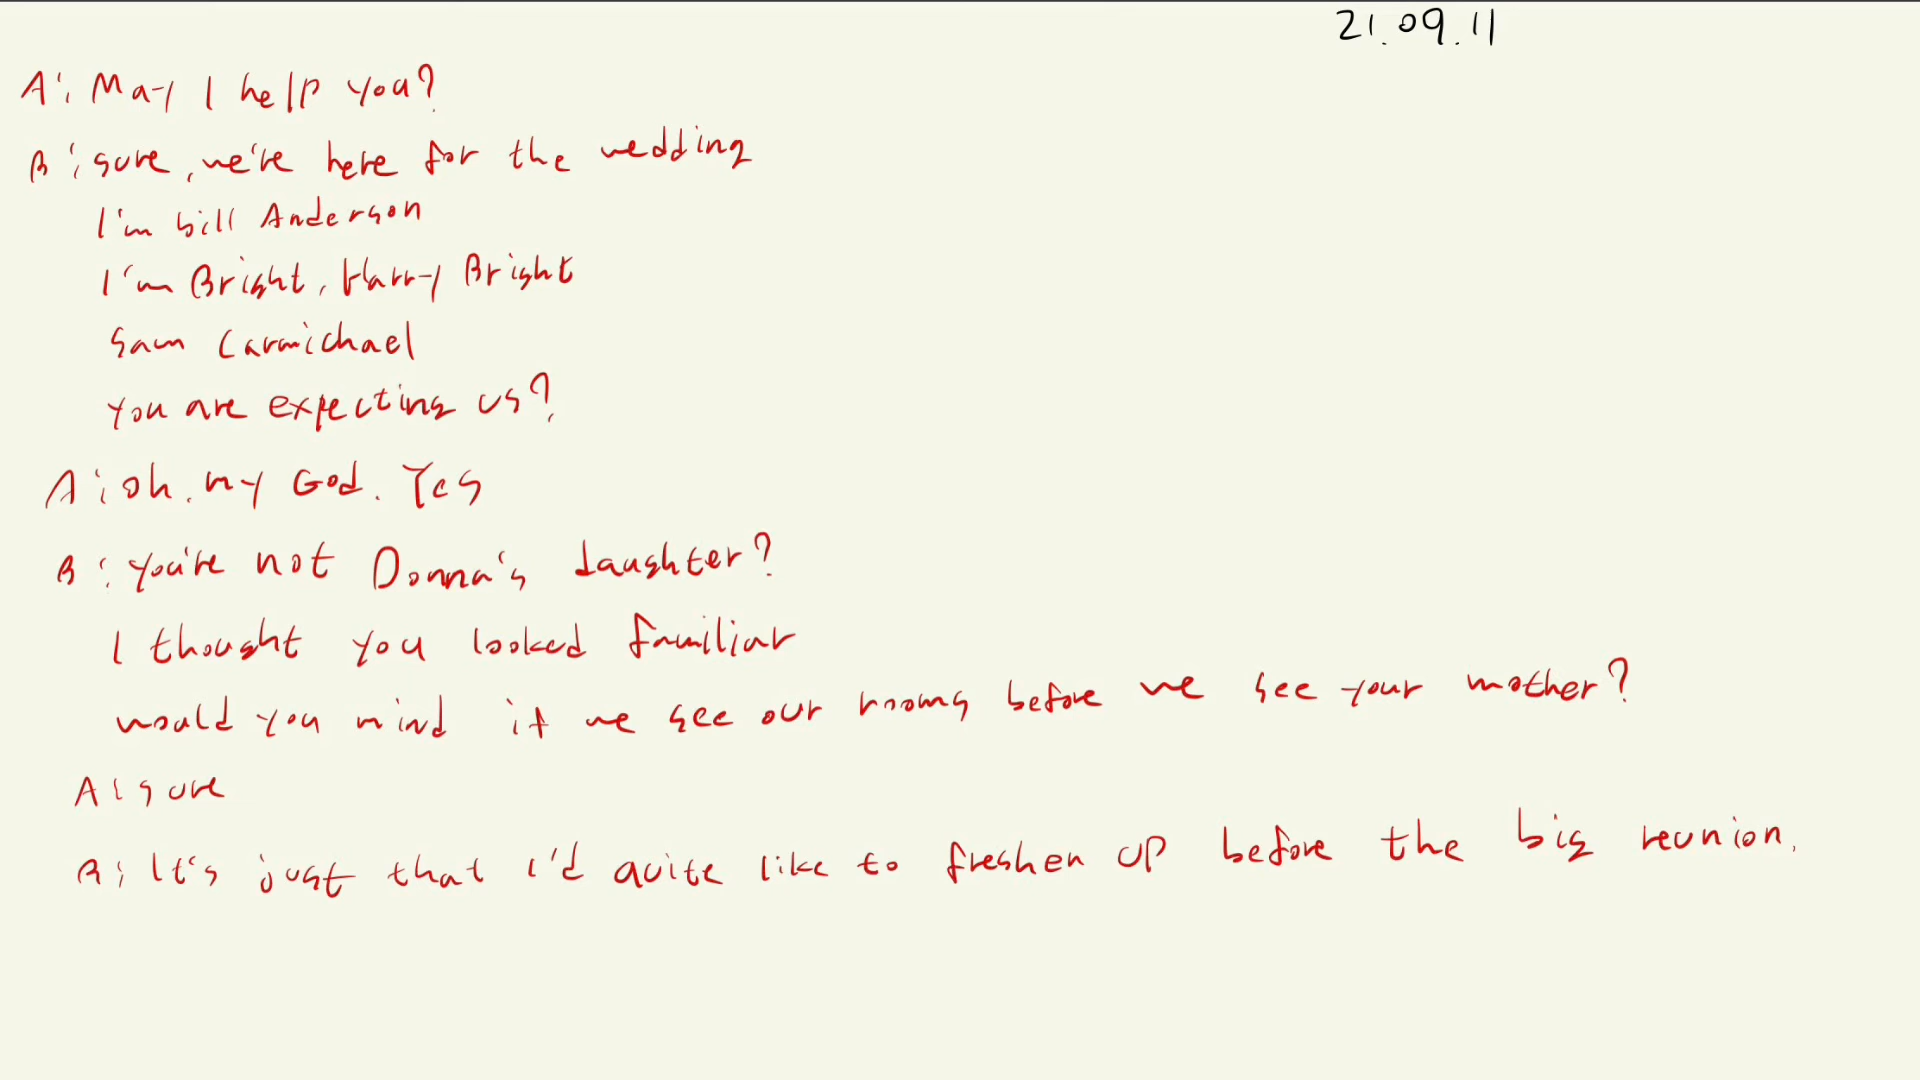 21.09.11
A: May I help you?
B: sure, we're here for the wedding
I'm bill Anderson
I'm Bright, Harry Bright
Sam Carmichael
You are expecting us?
A: oh. my God. Yes
B: you're not Donna's daughter?
I thought you looked familiar
would you mind if we see our rooms before we see your mother?
A: sure
B: It's just that I'd quite like to freshen up before the big reunion.